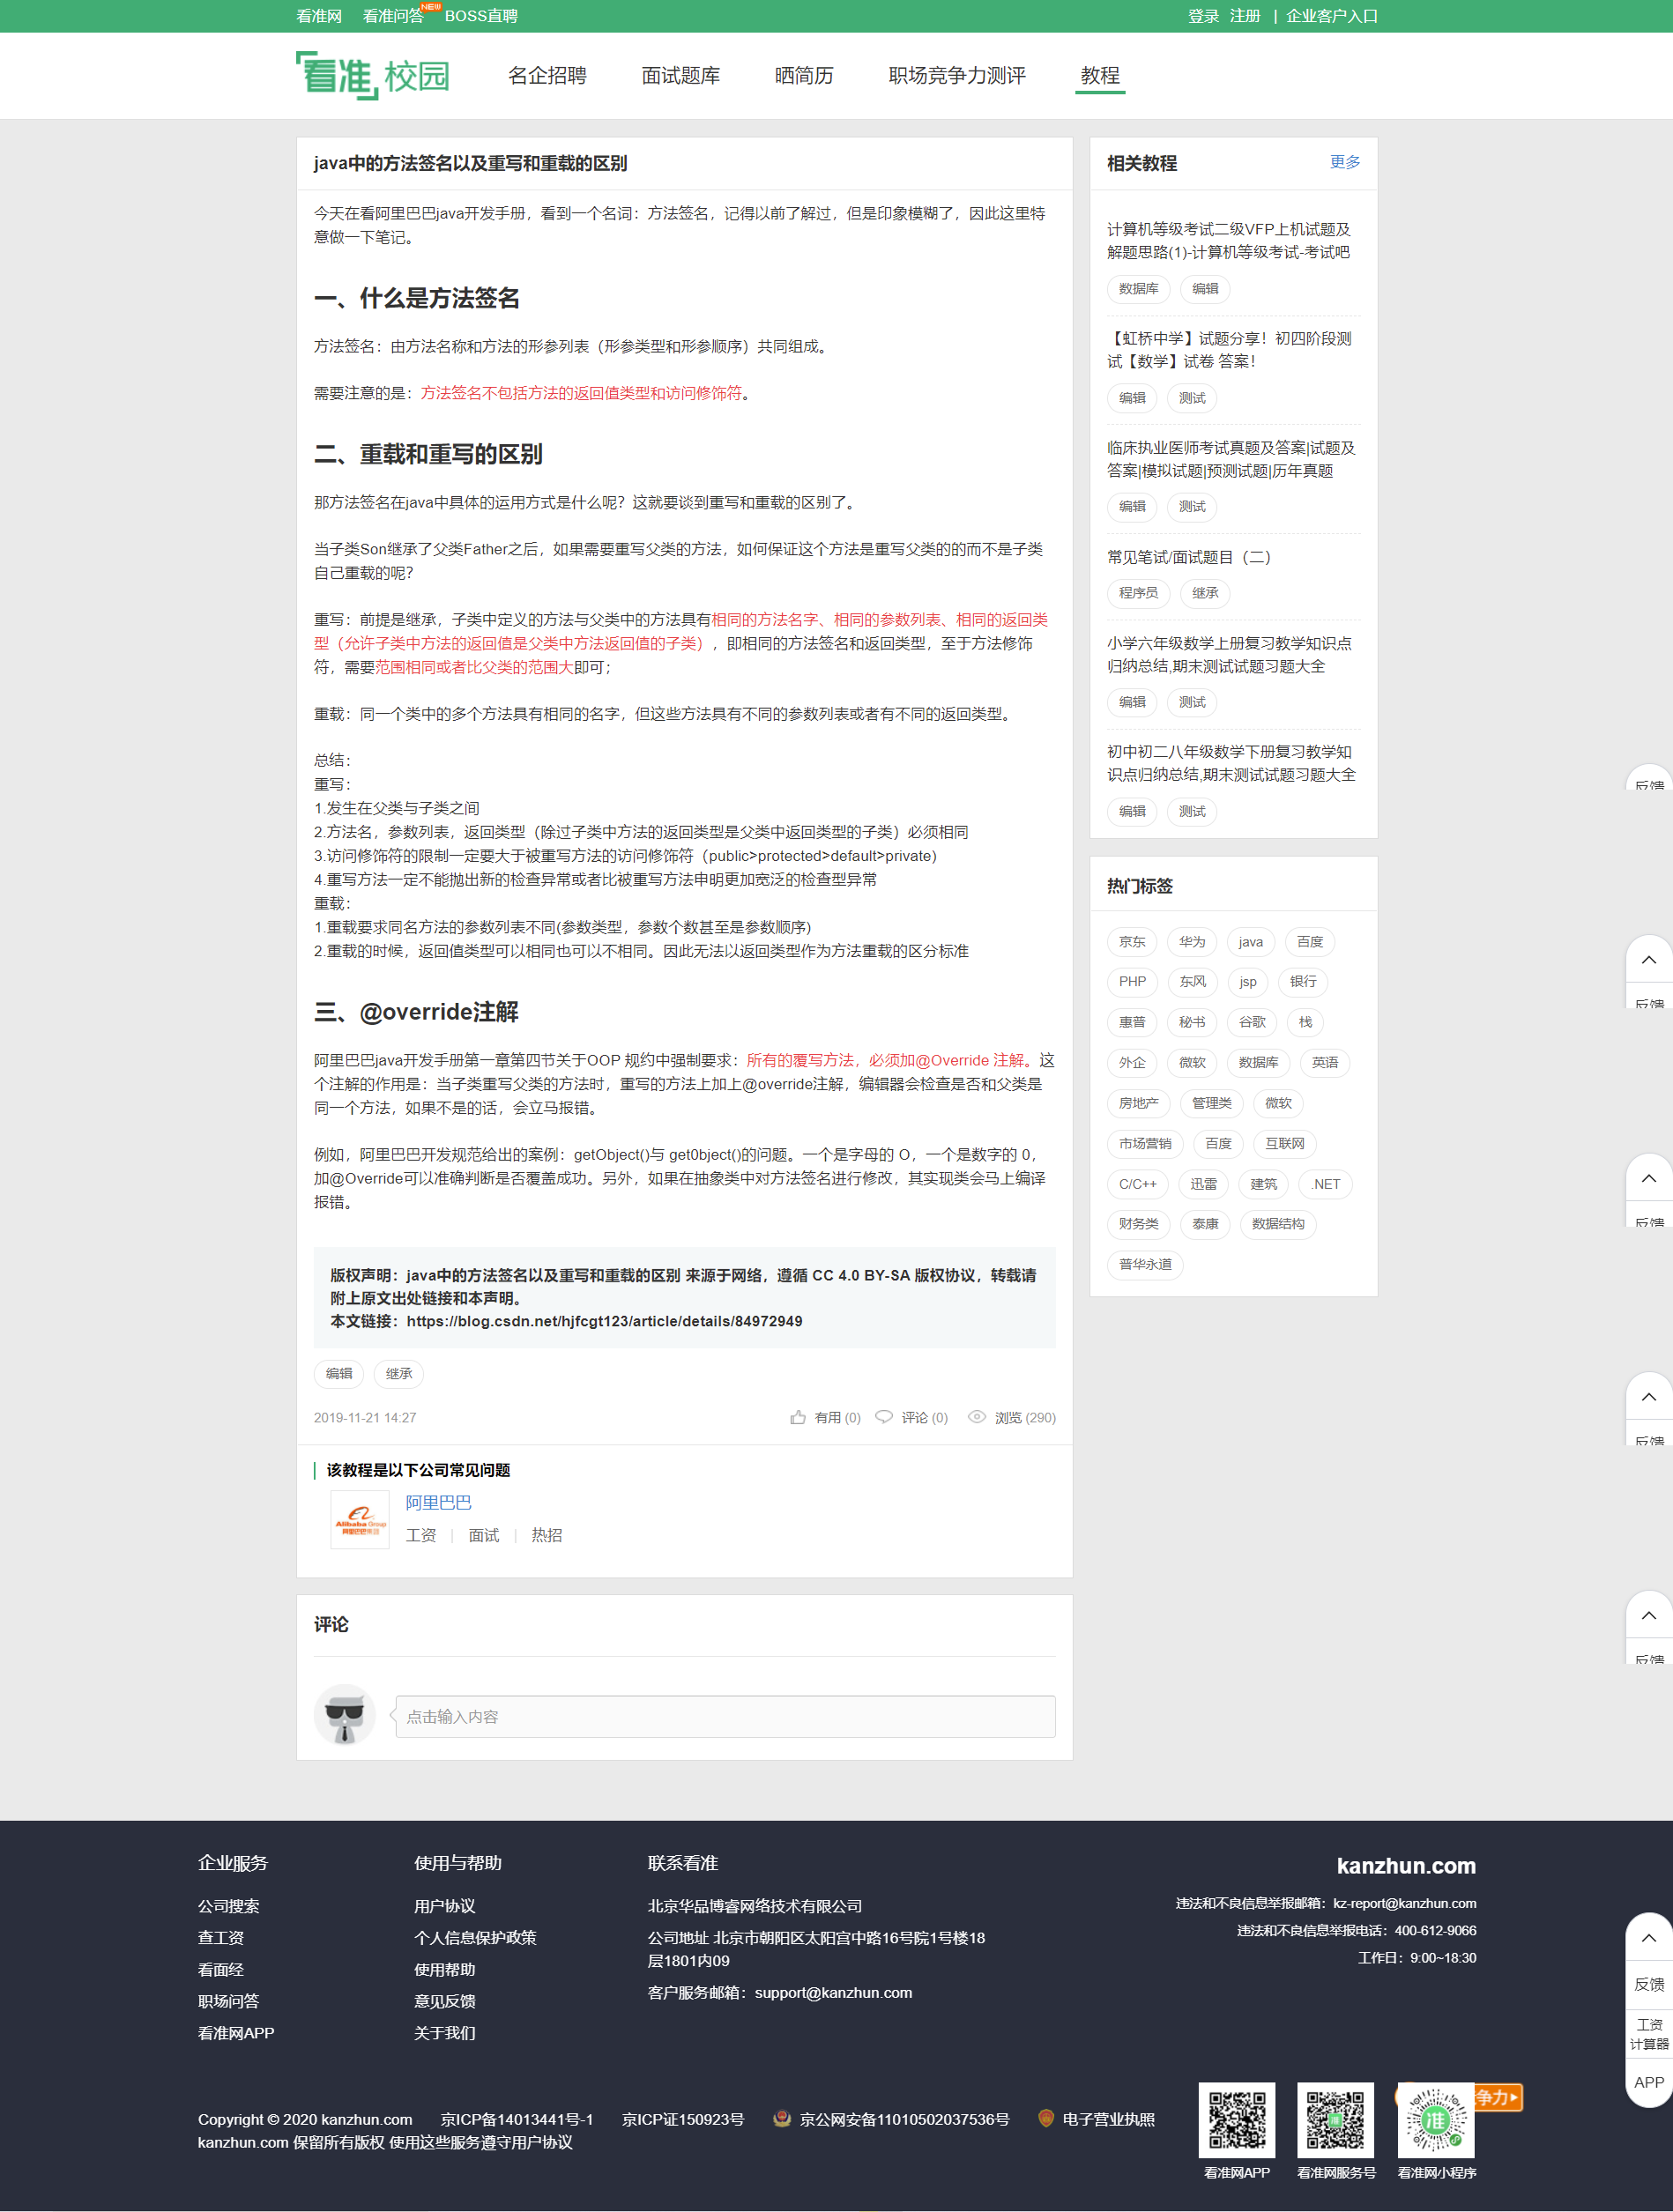 看准网 看准问答 NEW BOSS直聘 登录 注册 | 企业客户入口
看准 校园 名企招聘 面试题库 晒简历 职场竞争力测评 教程
java中的方法签名以及重写和重载的区别
今天在看阿里巴巴java开发手册，看到一个名词：方法签名，记得以前了解过，但是印象模糊了，因此这里特
意做一下笔记。
一、什么是方法签名
方法签名：由方法名称和方法的形参列表（形参类型和形参顺序）共同组成。
需要注意的是：方法签名不包括方法的返回值类型和访问修饰符。
二、重载和重写的区别
那方法签名在java中具体的运用方式是什么呢？这就要谈到重写和重载的区别了。
当子类Son继承了父类Father之后，如果需要重写父类的方法，如何保证这个方法是重写父类的的而不是子类
自己重载的呢？
重写：前提是继承，子类中定义的方法与父类中的方法具有相同的方法名字、相同的参数列表、相同的返回类
型（允许子类中方法的返回值是父类中方法返回值的子类），即相同的方法签名和返回类型，至于方法修饰
符，需要范围相同或者比父类的范围大即可；
重载：同一个类中的多个方法具有相同的名字，但这些方法具有不同的参数列表或者有不同的返回类型。
总结：
重写：
1.发生在父类与子类之间
2.方法名，参数列表，返回类型（除过子类中方法的返回类型是父类中返回类型的子类）必须相同
3.访问修饰符的限制一定要大于被重写方法的访问修饰符（public>protected>default>private)
4.重写方法一定不能抛出新的检查异常或者比被重写方法申明更加宽泛的检查型异常
重载：
1.重载要求同名方法的参数列表不同(参数类型，参数个数甚至是参数顺序)
2.重载的时候，返回值类型可以相同也可以不相同。因此无法以返回类型作为方法重载的区分标准
三、@override注解
阿里巴巴java开发手册第一章第四节关于OOP 规约中强制要求：所有的覆写方法，必须加@Override 注解。这
个注解的作用是：当子类重写父类的方法时，重写的方法上加上@override注解，编辑器会检查是否和父类是
同一个方法，如果不是的话，会立马报错。
例如，阿里巴巴开发规范给出的案例：getObject()与 get0bject()的问题。一个是字母的 O，一个是数字的 0，
加@Override可以准确判断是否覆盖成功。另外，如果在抽象类中对方法签名进行修改，其实现类会马上编译
报错。
版权声明：java中的方法签名以及重写和重载的区别 来源于网络，遵循 CC 4.0 BY-SA 版权协议，转载请
附上原文出处链接和本声明。
本文链接：https://blog.csdn.net/hjfcgt123/article/details/84972949
编辑 继承
2019-11-21 14:27 有用 (0) 评论 (0) 浏览 (290)
该教程是以下公司常见问题
Alibaba Group
阿里巴巴集团
阿里巴巴
工资 | 面试 | 热招
评论
点击输入内容
相关教程 更多
计算机等级考试二级VFP上机试题及
解题思路(1)-计算机等级考试-考试吧
数据库 编辑
【虹桥中学】试题分享！初四阶段测
试【数学】试卷 答案！
编辑 测试
临床执业医师考试真题及答案|试题及
答案|模拟试题|预测试题|历年真题
编辑 测试
常见笔试/面试题目（二）
程序员 继承
小学六年级数学上册复习教学知识点
归纳总结,期末测试试题习题大全
编辑 测试
初中初二八年级数学下册复习教学知
识点归纳总结,期末测试试题习题大全
编辑 测试
热门标签
京东 华为 java 百度
PHP 东风 jsp 银行
惠普 秘书 谷歌 栈
外企 微软 数据库 英语
房地产 管理类 微软
市场营销 百度 互联网
C/C++ 迅雷 建筑 .NET
财务类 泰康 数据结构
普华永道
反馈
反馈
反馈
反馈
反馈
反馈
工资
计算器
APP
企业服务
公司搜索
查工资
看面经
职场问答
看准网APP
使用与帮助
用户协议
个人信息保护政策
使用帮助
意见反馈
关于我们
联系看准
北京华品博睿网络技术有限公司
公司地址 北京市朝阳区太阳宫中路16号院1号楼18
层1801内09
客户服务邮箱：support@kanzhun.com
kanzhun.com
违法和不良信息举报邮箱：kz-report@kanzhun.com
违法和不良信息举报电话：400-612-9066
工作日：9:00~18:30
Copyright © 2020 kanzhun.com 京ICP备14013441号-1 京ICP证150923号 京公网安备11010502037536号 电子营业执照
kanzhun.com 保留所有版权 使用这些服务遵守用户协议
准 争力
看准网APP 看准网服务号 看准网小程序